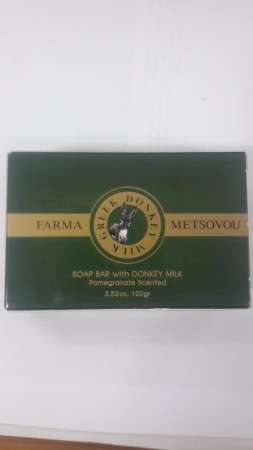 GREEK DONKEY MILK
FARMA METSOVOU
SOAP BAR with DONKEY MILK
Pomegranate Scented
3,53oz, 100gr